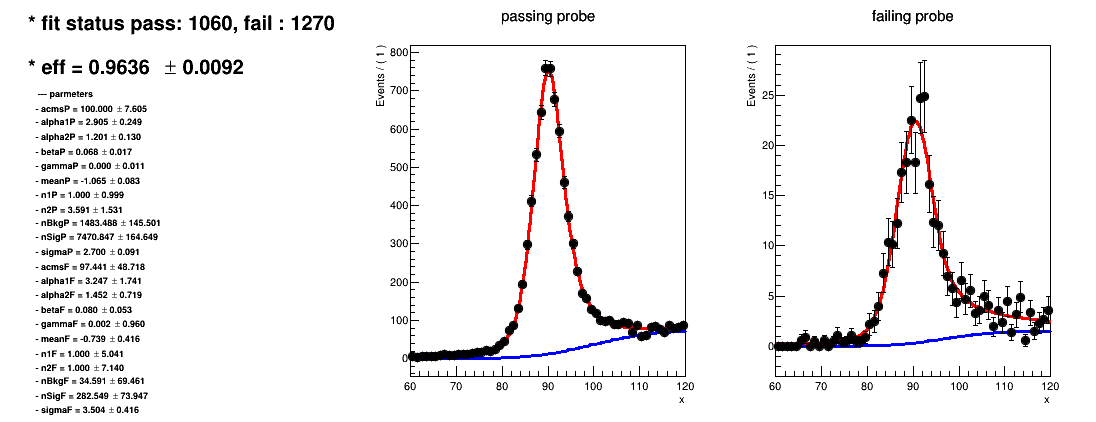 * fit status pass: 1060, fail : 1270
* eff = 0.9636 ± 0.0092
--- parmeters
- acmsP = 100.000 ± 7.605
- alpha1P = 2.905 ± 0.249
- alpha2P = 1.201 ± 0.130
- betaP = 0.068 ± 0.017
- gammaP = 0.000 ± 0.011
- meanP = -1.065 ± 0.083
- n1P = 1.000 ± 0.999
- n2P = 3.591 ± 1.531
- nBkgP = 1483.488 ± 145.501
- nSigP = 7470.847 ± 164.649
- sigmaP = 2.700 ± 0.091
- acmsF = 97.441 ± 48.718
- alpha1F = 3.247 ± 1.741
- alpha2F = 1.452 ± 0.719
- betaF = 0.080 ± 0.053
- gammaF = 0.002 ± 0.960
- meanF = -0.739 ± 0.416
- n1F = 1.000 ± 5.041
- n2F = 1.000 ± 7.140
- nBkgF = 34.591 ± 69.461
- nSigF = 282.549 ± 73.947
- sigmaF = 3.504 ± 0.416
passing probe
Events / ( 1 )
800
700
600
500
400
300
200
100
0
60 70 80 90 100 110 120
x
failing probe
Events / ( 1 )
25
20
15
10
5
0
60 70 80 90 100 110 120
x